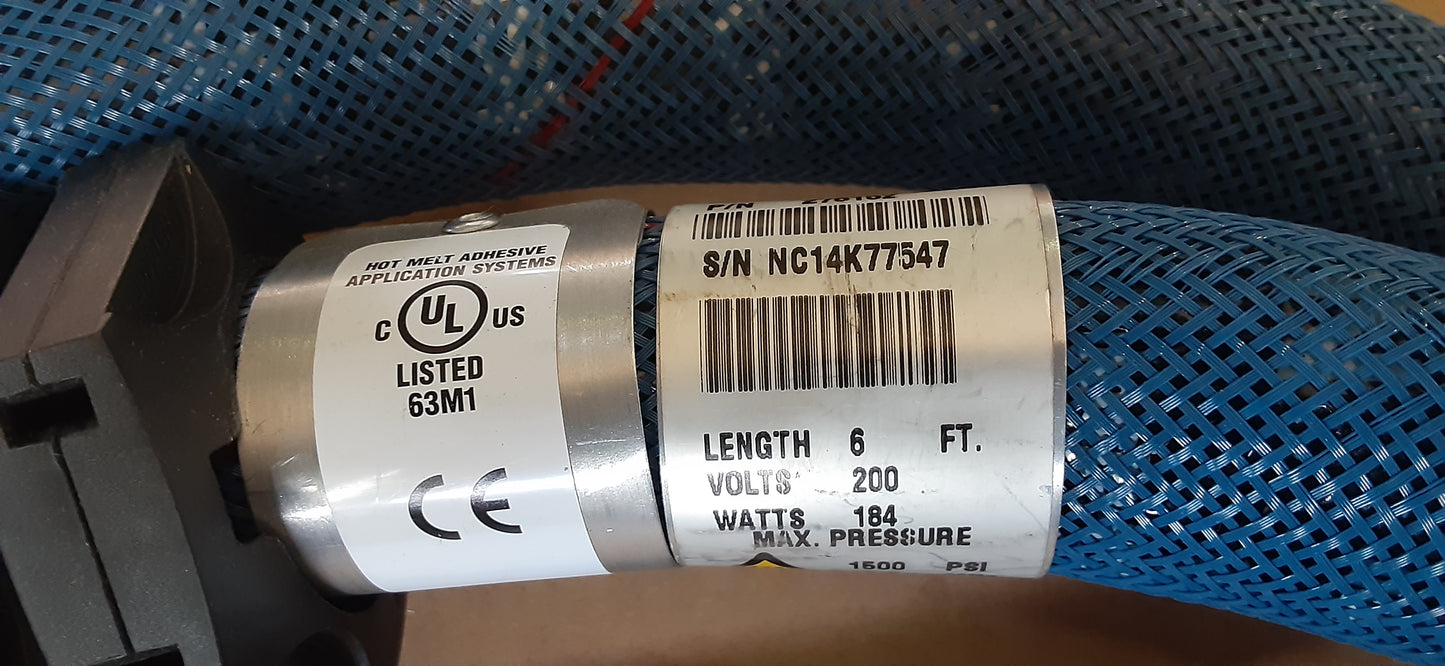 HOT MELT ADHESIVE
APPLICATION SYSTEMS
C UL US
LISTED
63M1
CE
P/N
S/N NC14K77547
LENGTH 6 FT.
VOLTS 200
WATTS 184
MAX. PRESSURE
1500 PSI